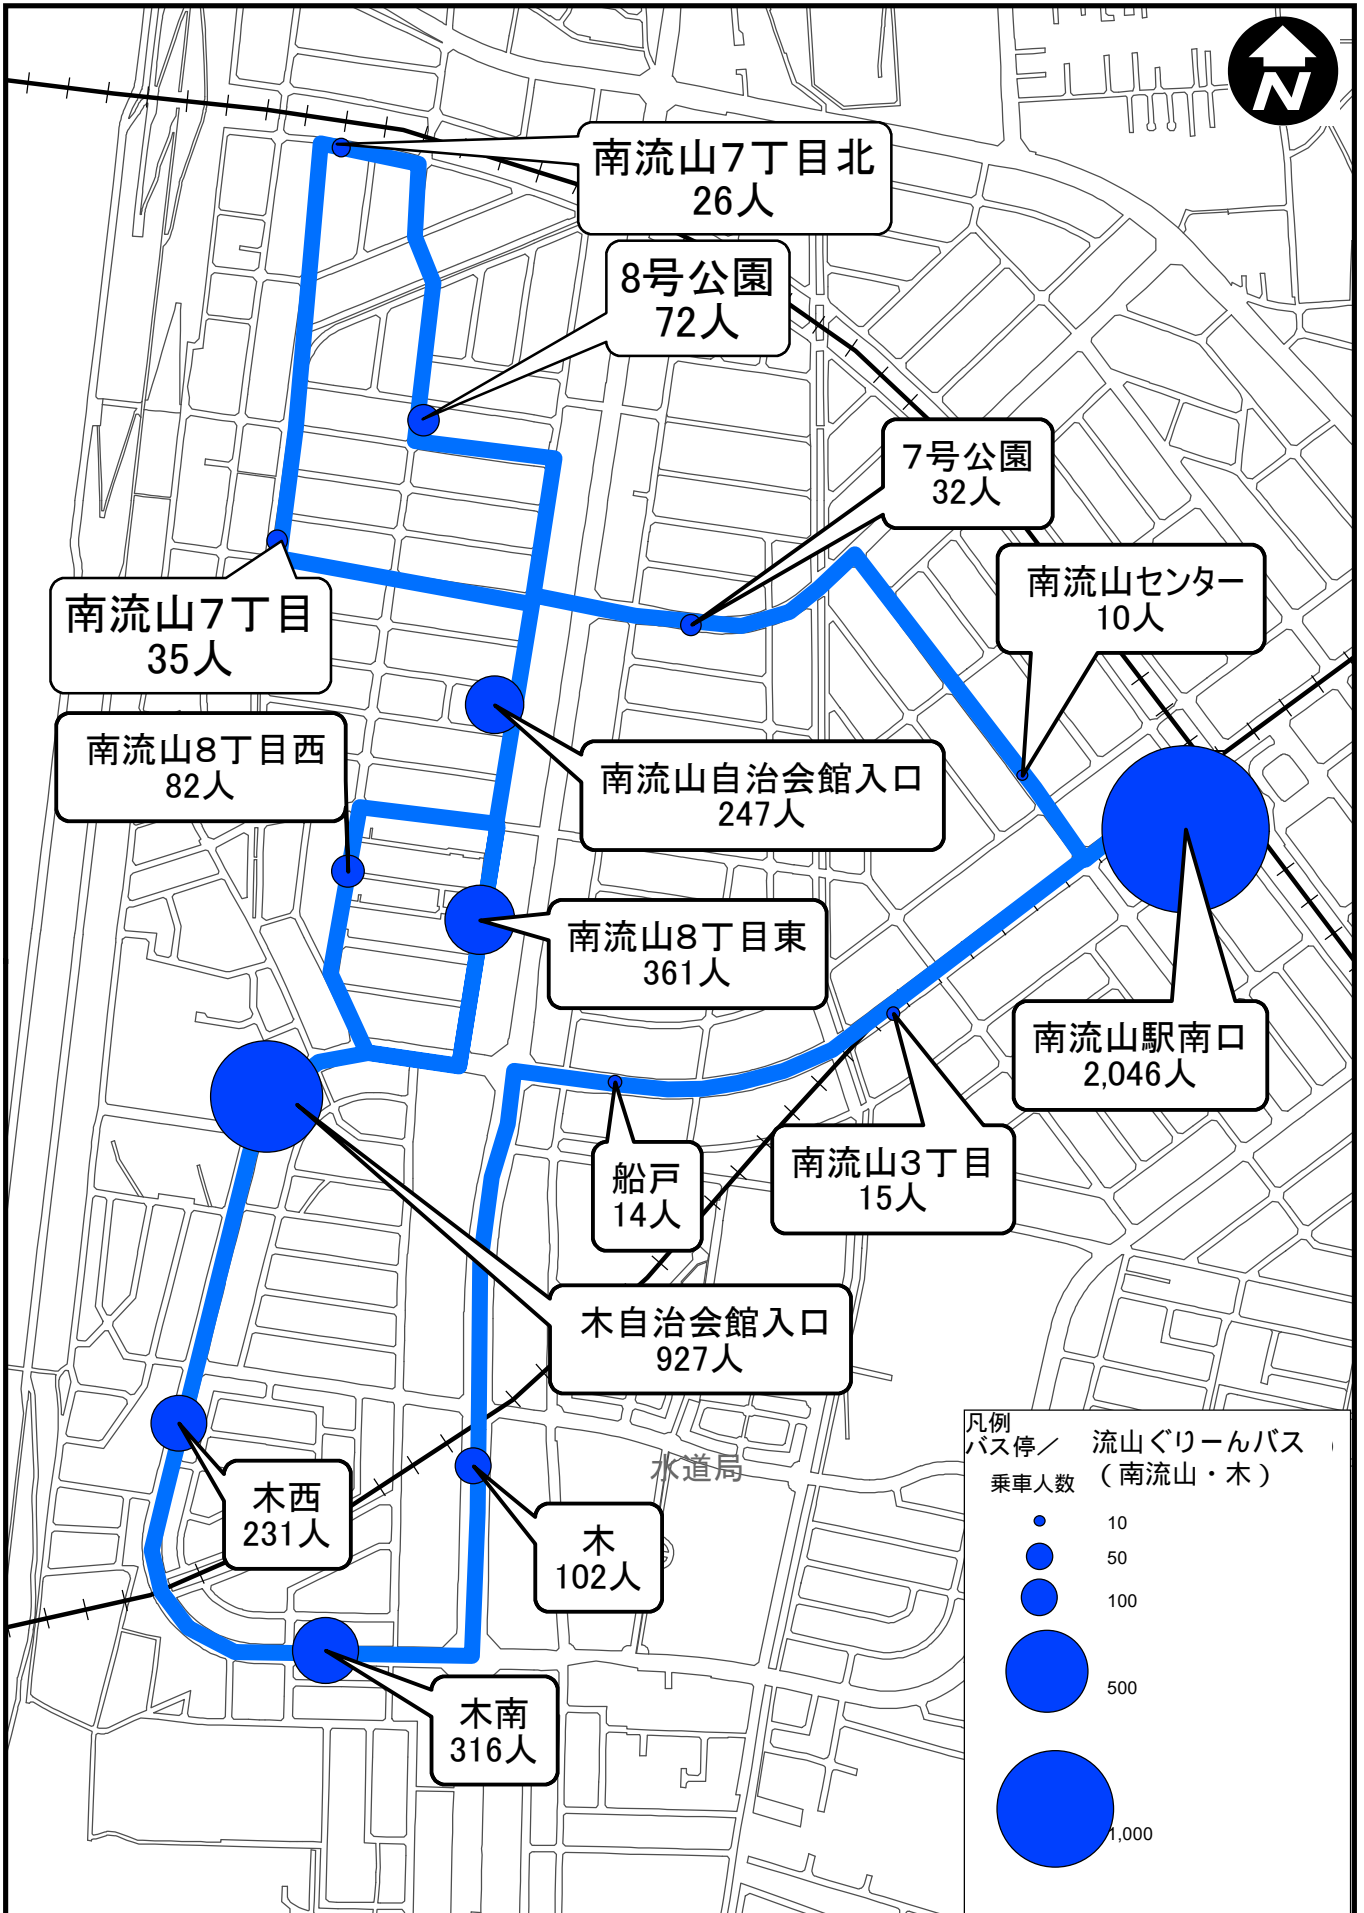 N
南流山7丁目北
26人
8号公園
72人
7号公園
32人
南流山センター
10人
南流山7丁目
35人
南流山8丁目西
82人
南流山自治会館入口
247人
南流山8丁目東
361人
南流山駅南口
2,046人
船戸
14人
南流山3丁目
15人
木自治会館入口
927人
木西
231人
水道局
木
102人
木南
316人
凡例
バス停／ 流山ぐりーんバス
乗車人数 （南流山・木）
10
50
100
500
1,000